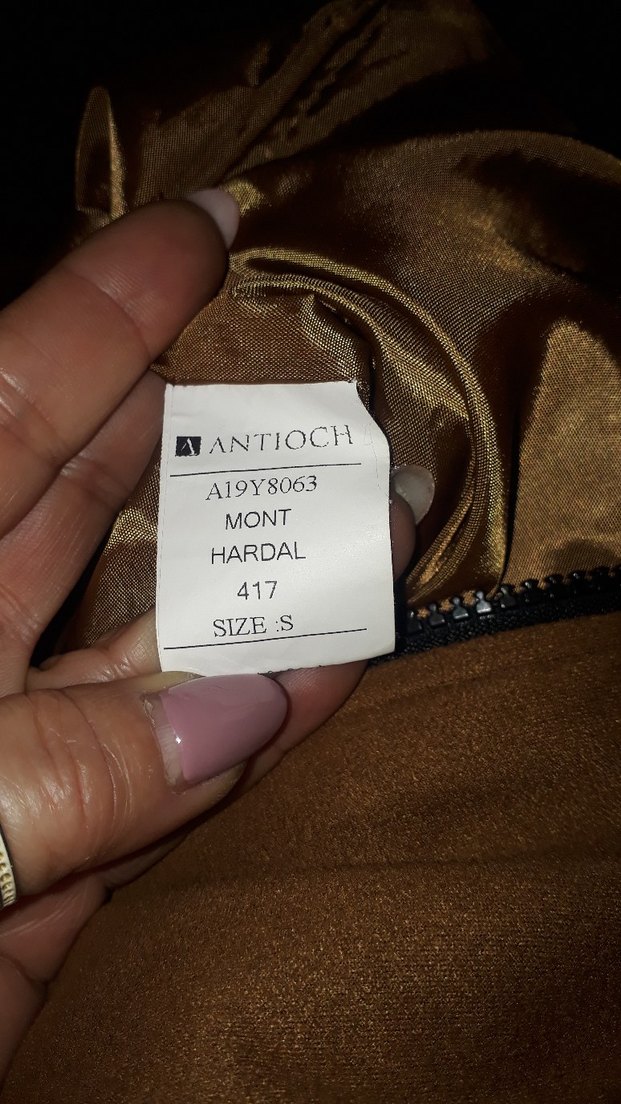 ANTIOCH
A19Y8063
MONT
HARDAL
417
SIZE :S